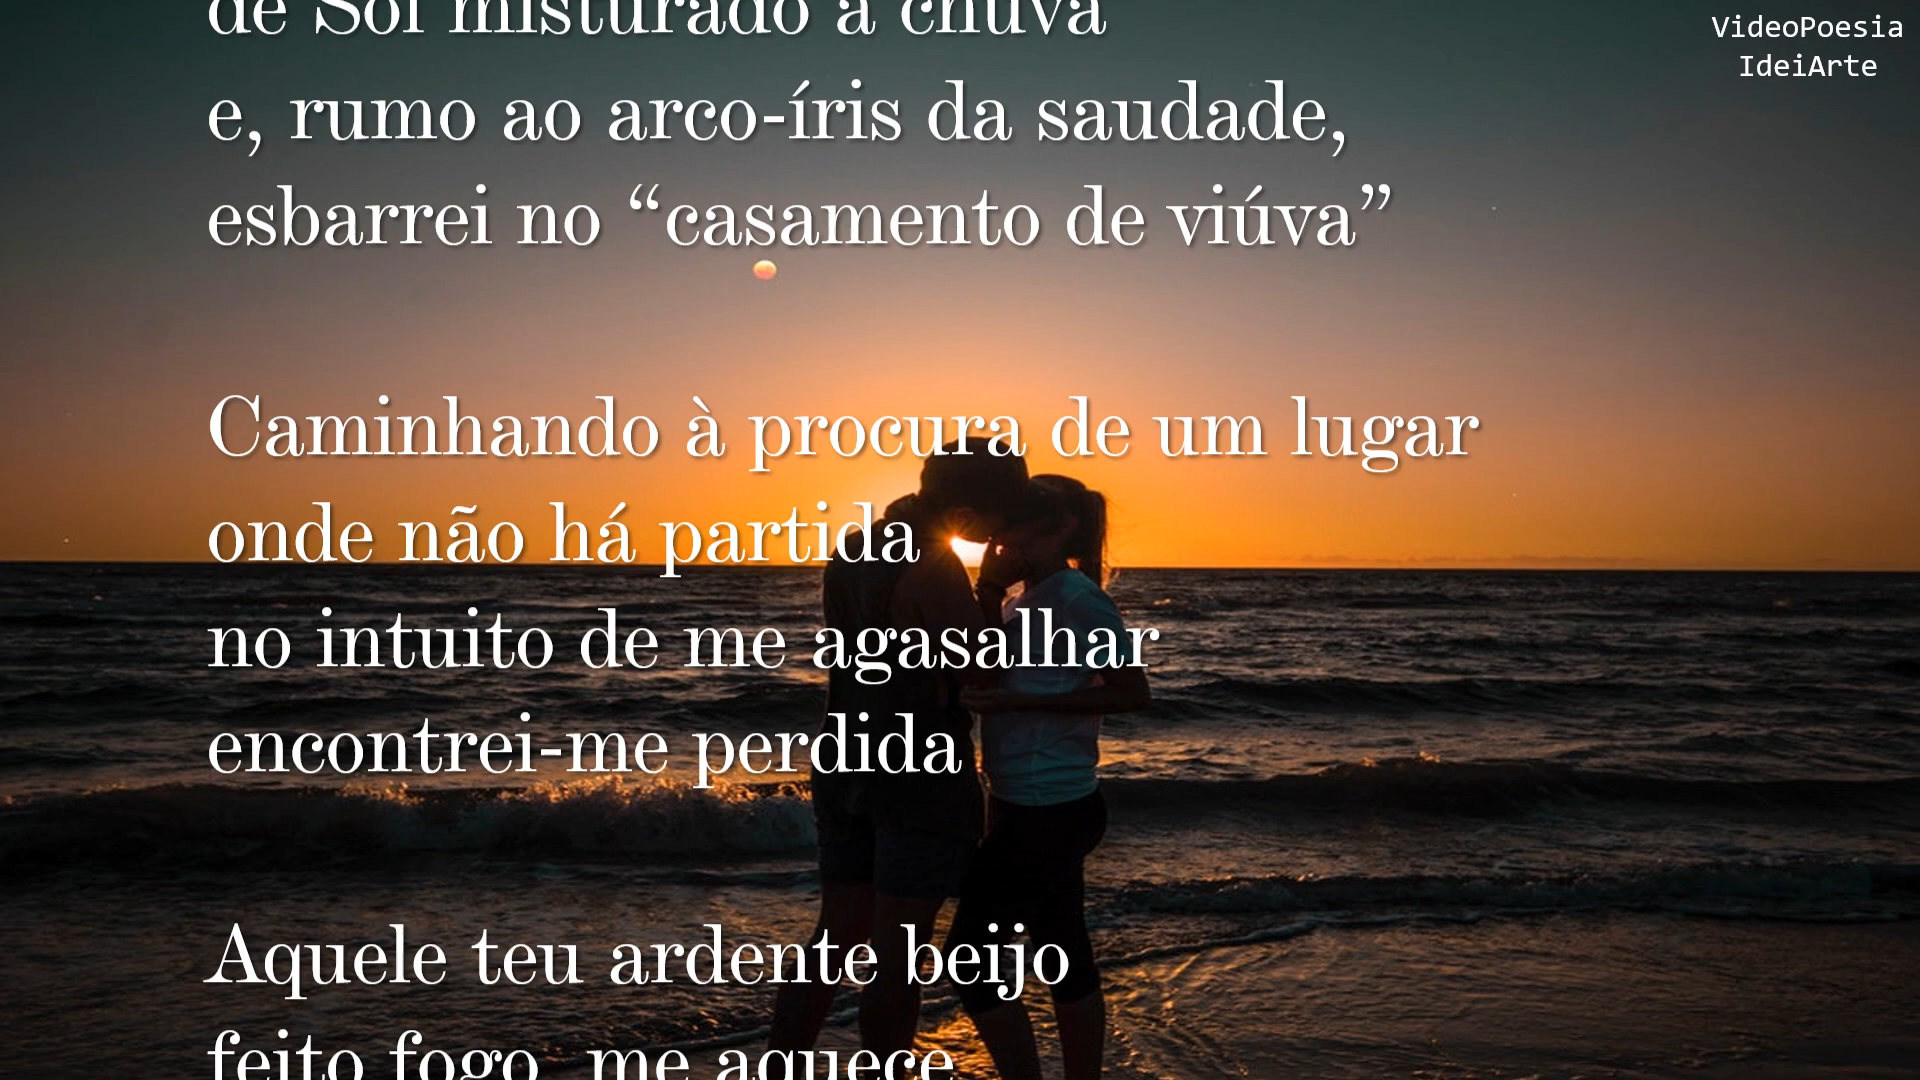 de Sol misturado à chuva
e, rumo ao arco-íris da saudade,
esbarrei no “casamento de viúva”
Caminhando à procura de um lugar
onde não há partida
no intuito de me agasalhar
encontrei-me perdida
Aquele teu ardente beijo
feito fogo, me aquece
VideoPoesia
IdeiArte